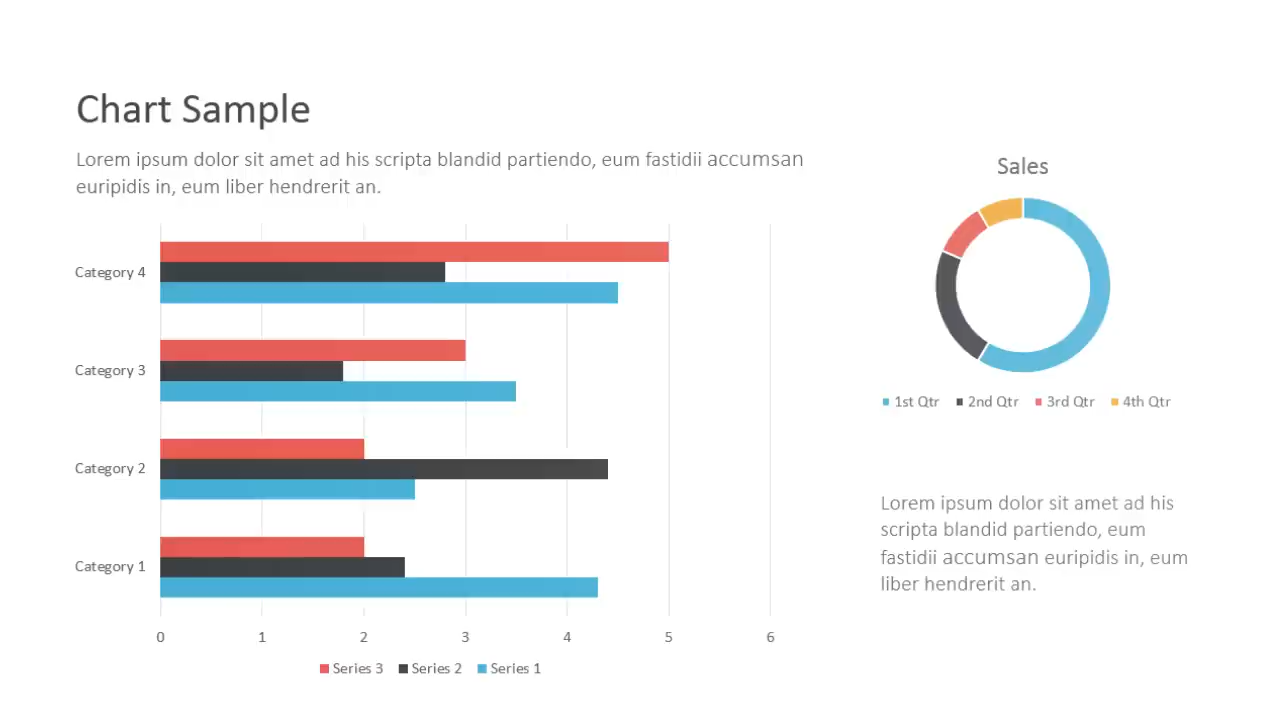 Chart Sample
Lorem ipsum dolor sit amet ad his scripta blandid partiendo, eum fastidii accumsan
euripidis in, eum liber hendrerit an.
Category 4
Category 3
Category 2
Category 1
0 1 2 3 4 5 6
Series 3 Series 2 Series 1
Sales
1st Qtr 2nd Qtr 3rd Qtr 4th Qtr
Lorem ipsum dolor sit amet ad his
scripta blandid partiendo, eum
fastidii accumsan euripidis in, eum
liber hendrerit an.